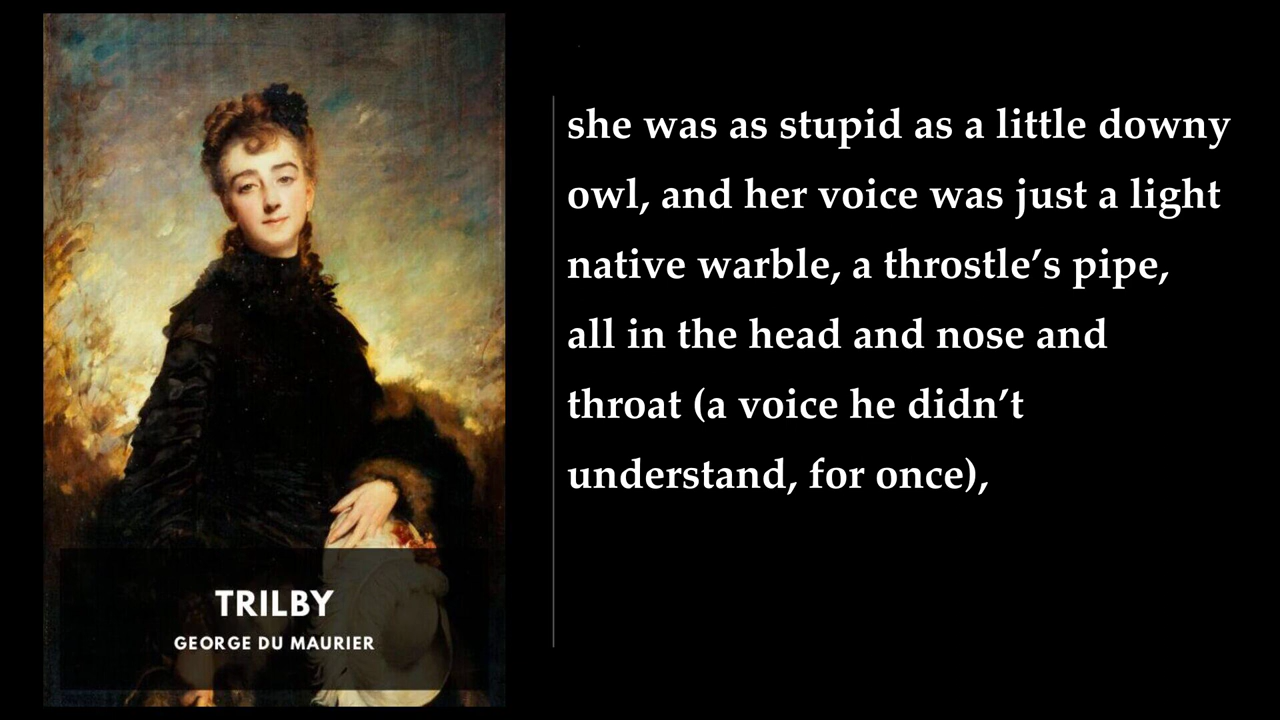 TRILBY
GEORGE DU MAURIER
she was as stupid as a little downy
owl, and her voice was just a light
native warble, a throstle’s pipe,
all in the head and nose and
throat (a voice he didn’t
understand, for once),